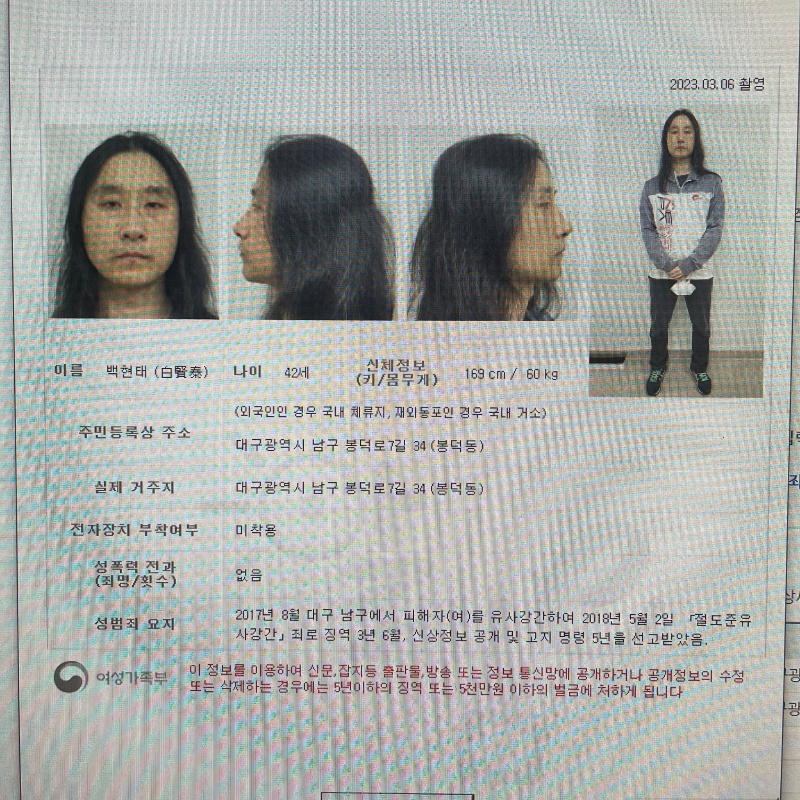 2023.03.06 촬영
이름 백현태 (白賢泰) 나이 42세 신체정보 (키/몸무게) 169 cm / 60 kg
(외국인인 경우 국내 체류지, 재외동포인 경우 국내 거소)
주민등록상 주소
대구광역시 남구 봉덕로7길 34 (봉덕동)
실제 거주지 대구광역시 남구 봉덕로7길 34 (봉덕동)
전자장치 부착여부 미착용
성폭력 전과
(죄명/횟수)
없음
성범죄 요지
2017년 8월 대구 남구에서 피해자(여)를 유사강간하여 2018년 5월 2일 「절도준유
사강간」 죄로 징역 3년 6월, 신상정보 공개 및 고지 명령 5년을 선고받았음.
여성가족부
이 정보를 이용하여 신문,잡지등 출판물,방송 또는 정보 통신망에 공개하거나 공개정보의 수정
또는 삭제하는 경우에는 5년이하의 징역 또는 5천만원 이하의 벌금에 처하게 됩니다